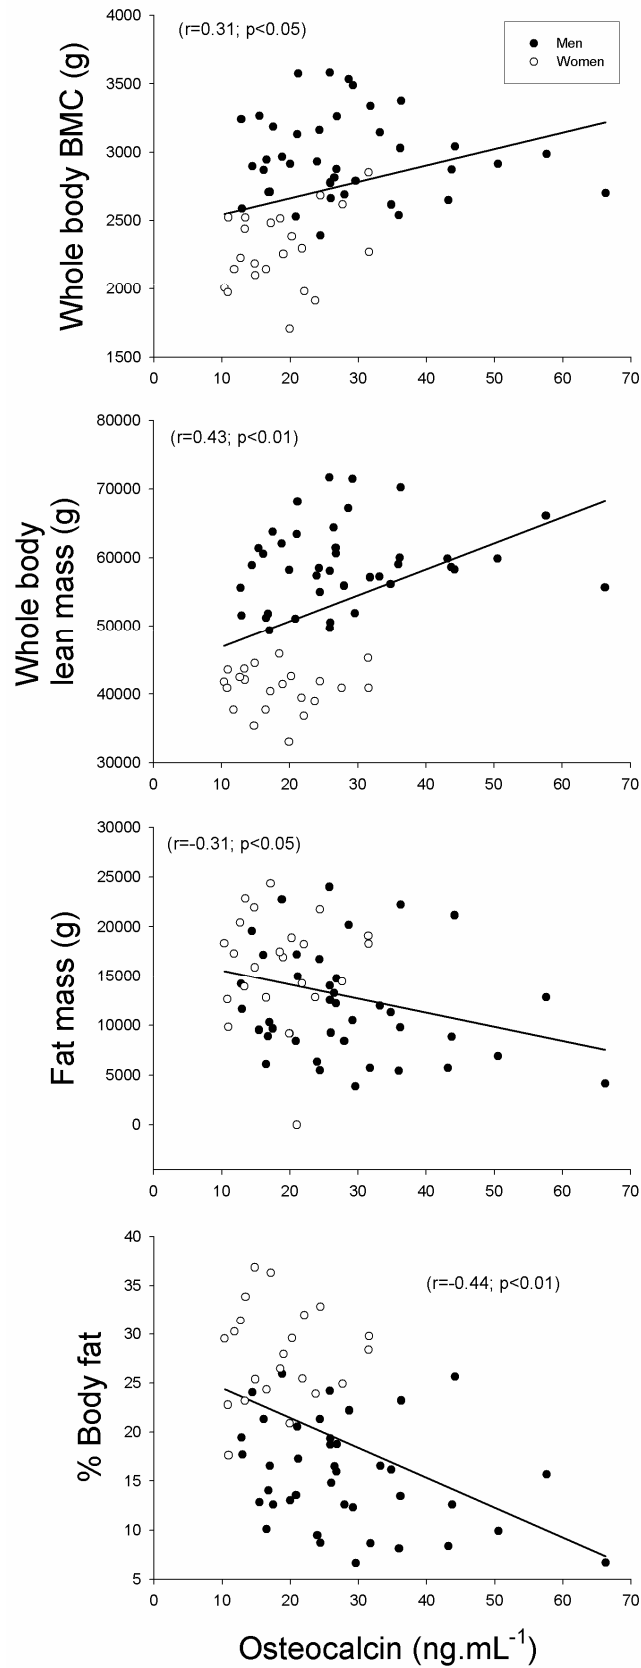 (r=0.31; p<0.05)
Men
Women
Whole body BMC (g)
4000
3500
3000
2500
2000
1500
0 10 20 30 40 50 60 70
(r=0.43; p<0.01)
Whole body
lean mass (g)
80000
70000
60000
50000
40000
30000
0 10 20 30 40 50 60 70
(r=-0.31; p<0.05)
Fat mass (g)
30000
25000
20000
15000
10000
5000
0
0 10 20 30 40 50 60 70
(r=-0.44; p<0.01)
% Body fat
40
35
30
25
20
15
10
5
0 10 20 30 40 50 60 70
Osteocalcin (ng.mL⁻¹)